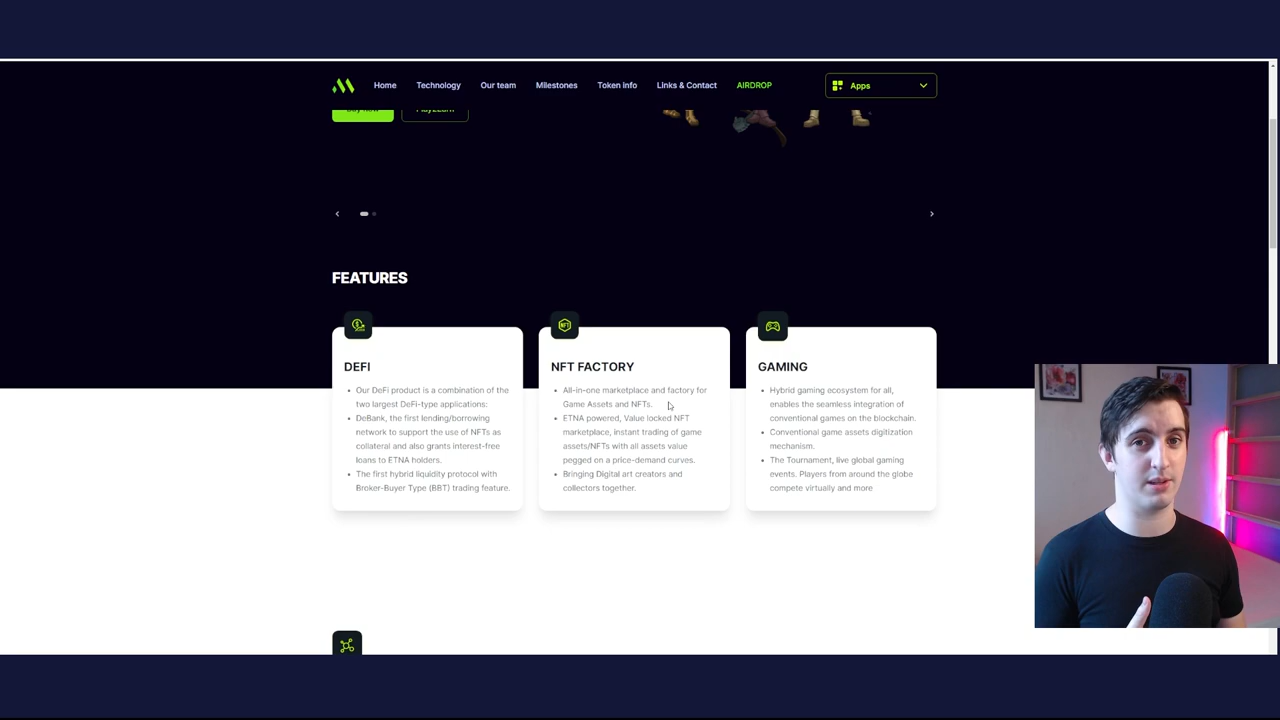 Home Technology Our team Milestones Token info Links & Contact AIRDROP Apps
FEATURES
DEFI
Our DeFi product is a combination of the
two largest DeFi-type applications:
DeBank, the first lending/borrowing
network to support the use of NFTs as
collateral and also grants interest-free
loans to ETNA holders.
The first hybrid liquidity protocol with
Broker-Buyer Type (BBT) trading feature.
NFT
NFT FACTORY
All-in-one marketplace and factory for
Game Assets and NFTs.
ETNA powered, Value locked NFT
marketplace, instant trading of game
assets/NFTs with all assets value
pegged on a price-demand curves.
Bringing Digital art creators and
collectors together.
GAMING
Hybrid gaming ecosystem for all,
enables the seamless integration of
conventional games on the blockchain.
Conventional game assets digitization
mechanism.
The Tournament, live global gaming
events. Players from around the globe
compete virtually and more